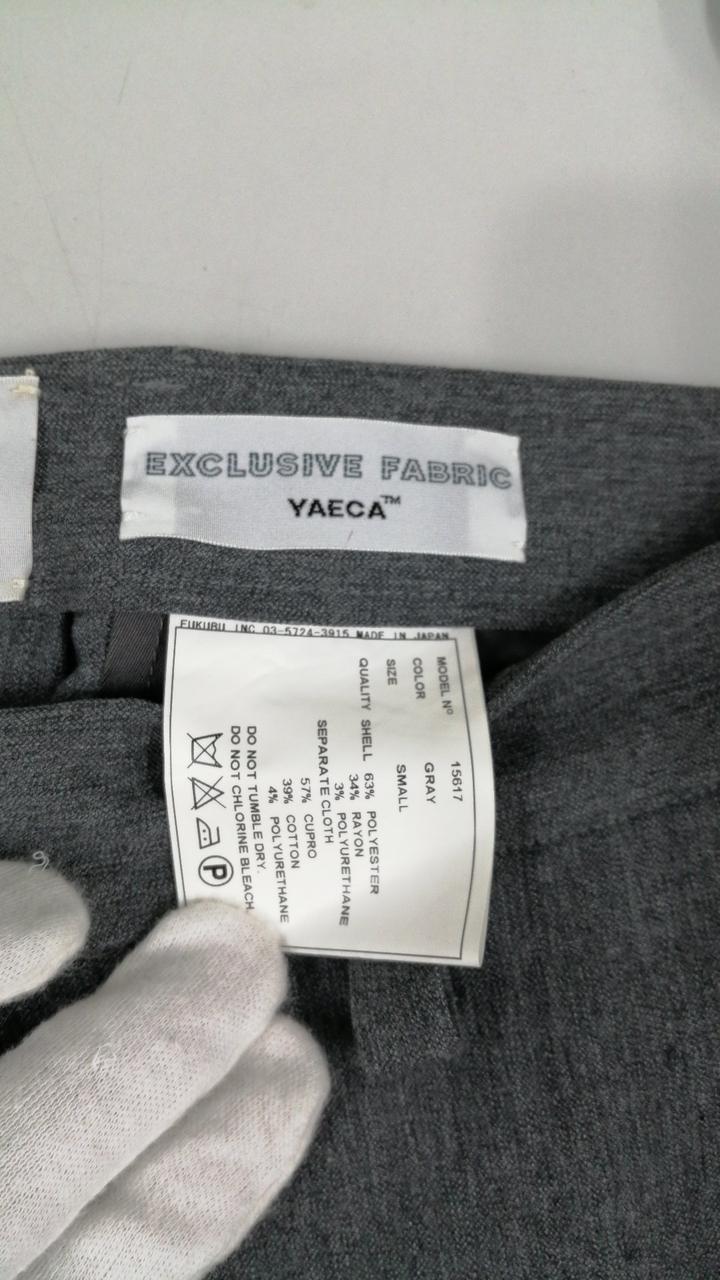 EXCLUSIVE FABRIC
YAECA™
FUKUBU INC 03-5724-3915 MADE IN JAPAN
MODEL Nº 15617
COLOR GRAY
SIZE SMALL
QUALITY SHELL 63% POLYESTER
34% RAYON
3% POLYURETHANE
SEPARATE CLOTH
57% CUPRO
39% COTTON
4% POLYURETHANE
DO NOT TUMBLE DRY.
DO NOT CHLORINE BLEACH
P